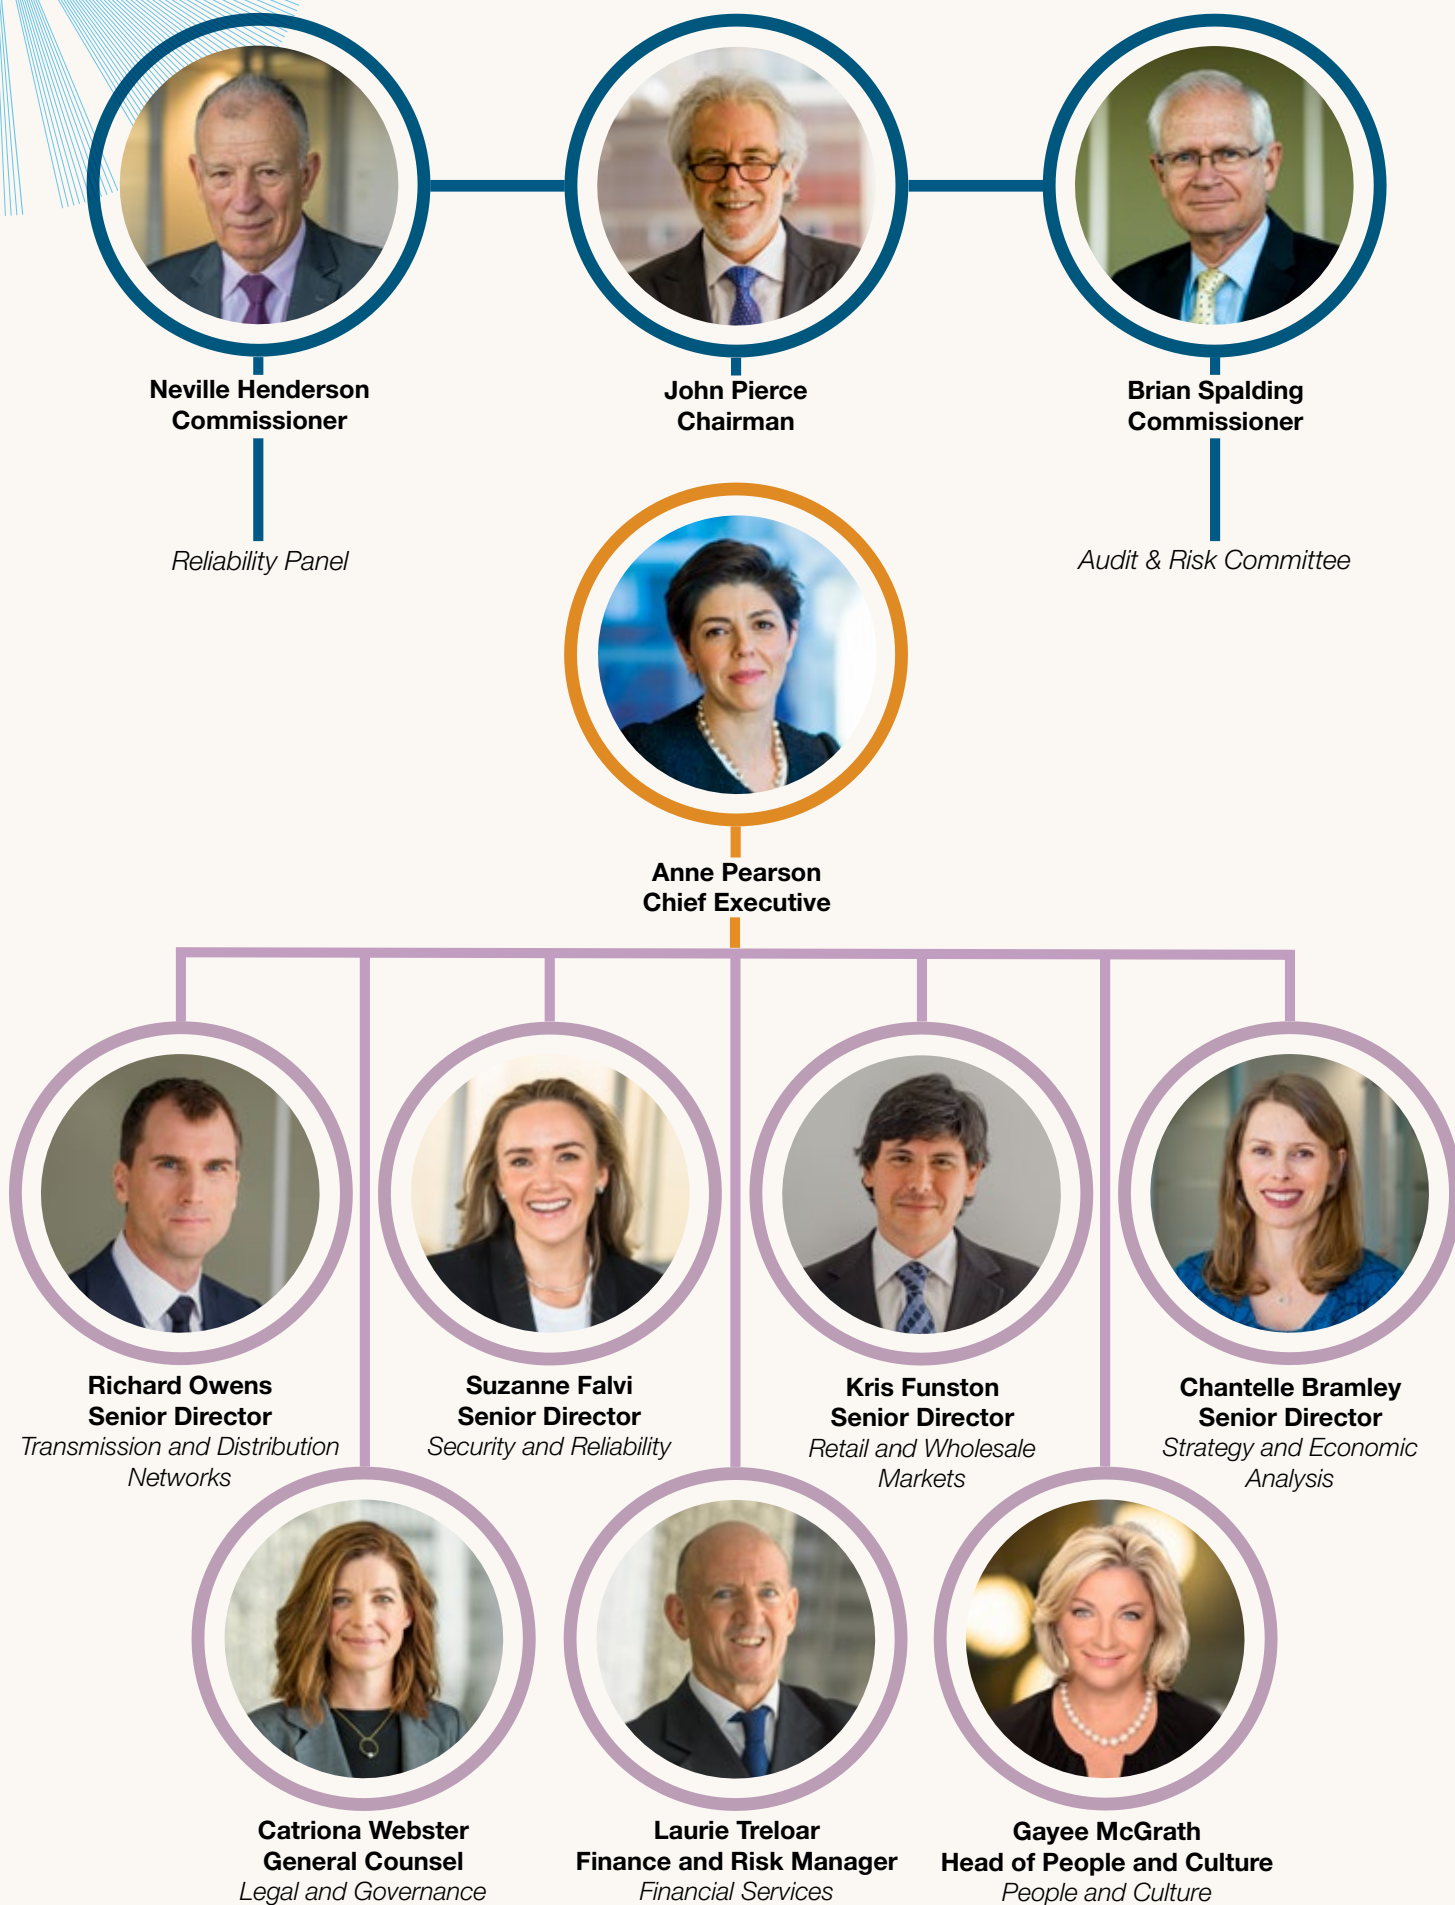 Neville Henderson
Commissioner
John Pierce
Chairman
Brian Spalding
Commissioner
Reliability Panel
Audit & Risk Committee
Anne Pearson
Chief Executive
Richard Owens
Senior Director
Transmission and Distribution
Networks
Suzanne Falvi
Senior Director
Security and Reliability
Kris Funston
Senior Director
Retail and Wholesale
Markets
Chantelle Bramley
Senior Director
Strategy and Economic
Analysis
Catriona Webster
General Counsel
Legal and Governance
Laurie Treloar
Finance and Risk Manager
Financial Services
Gayee McGrath
Head of People and Culture
People and Culture